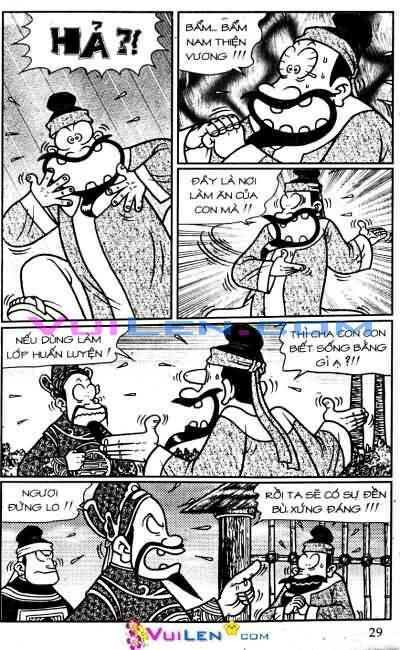 HẢ ?!
BẨM... BẨM
NAM THIỆN
VƯƠNG !!!
ĐÂY LÀ NƠI
LÀM ĂN CỦA
CON MÀ !!
NẾU DÙNG LÀM
LỚP HUẤN LUYỆN !
THÌ CHA CON CON
BIẾT SỐNG BẰNG
GÌ Ạ ?!!
VUILEN.COM
NGƯƠI
ĐỪNG LO !
RỒI TA SẼ CÓ SỰ ĐỀN
BÙ XỨNG ĐÁNG !!!
29
VUILEN.COM